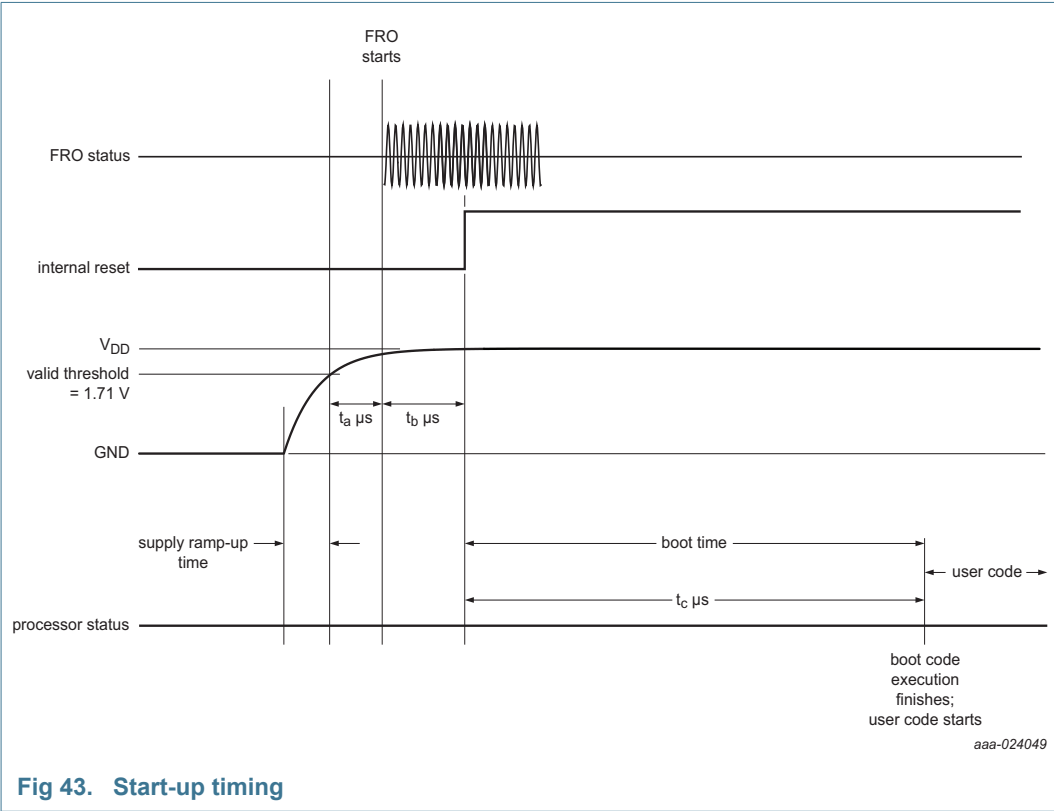 FRO
starts
FRO status
internal reset
VDD
valid threshold
= 1.71 V
ta µs
tb µs
GND
supply ramp-up
time
boot time
user code
tc µs
processor status
boot code
execution
finishes;
user code starts
aaa-024049
Fig 43. Start-up timing